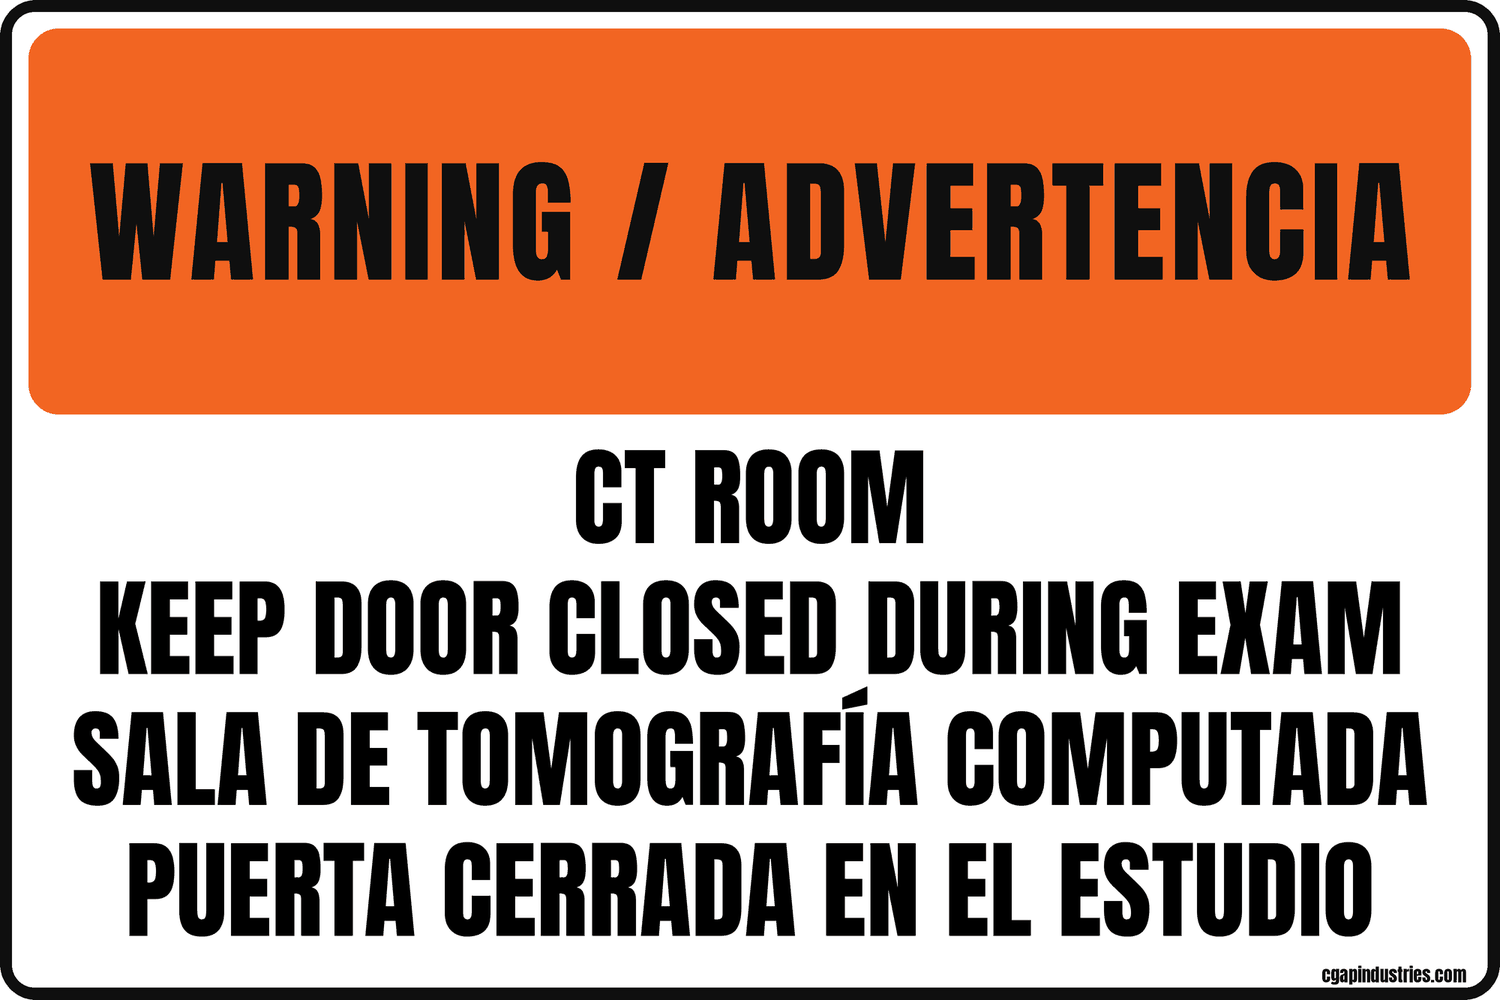 WARNING / ADVERTENCIA
CT ROOM
KEEP DOOR CLOSED DURING EXAM
SALA DE TOMOGRAFÍA COMPUTADA
PUERTA CERRADA EN EL ESTUDIO
cgapindustries.com